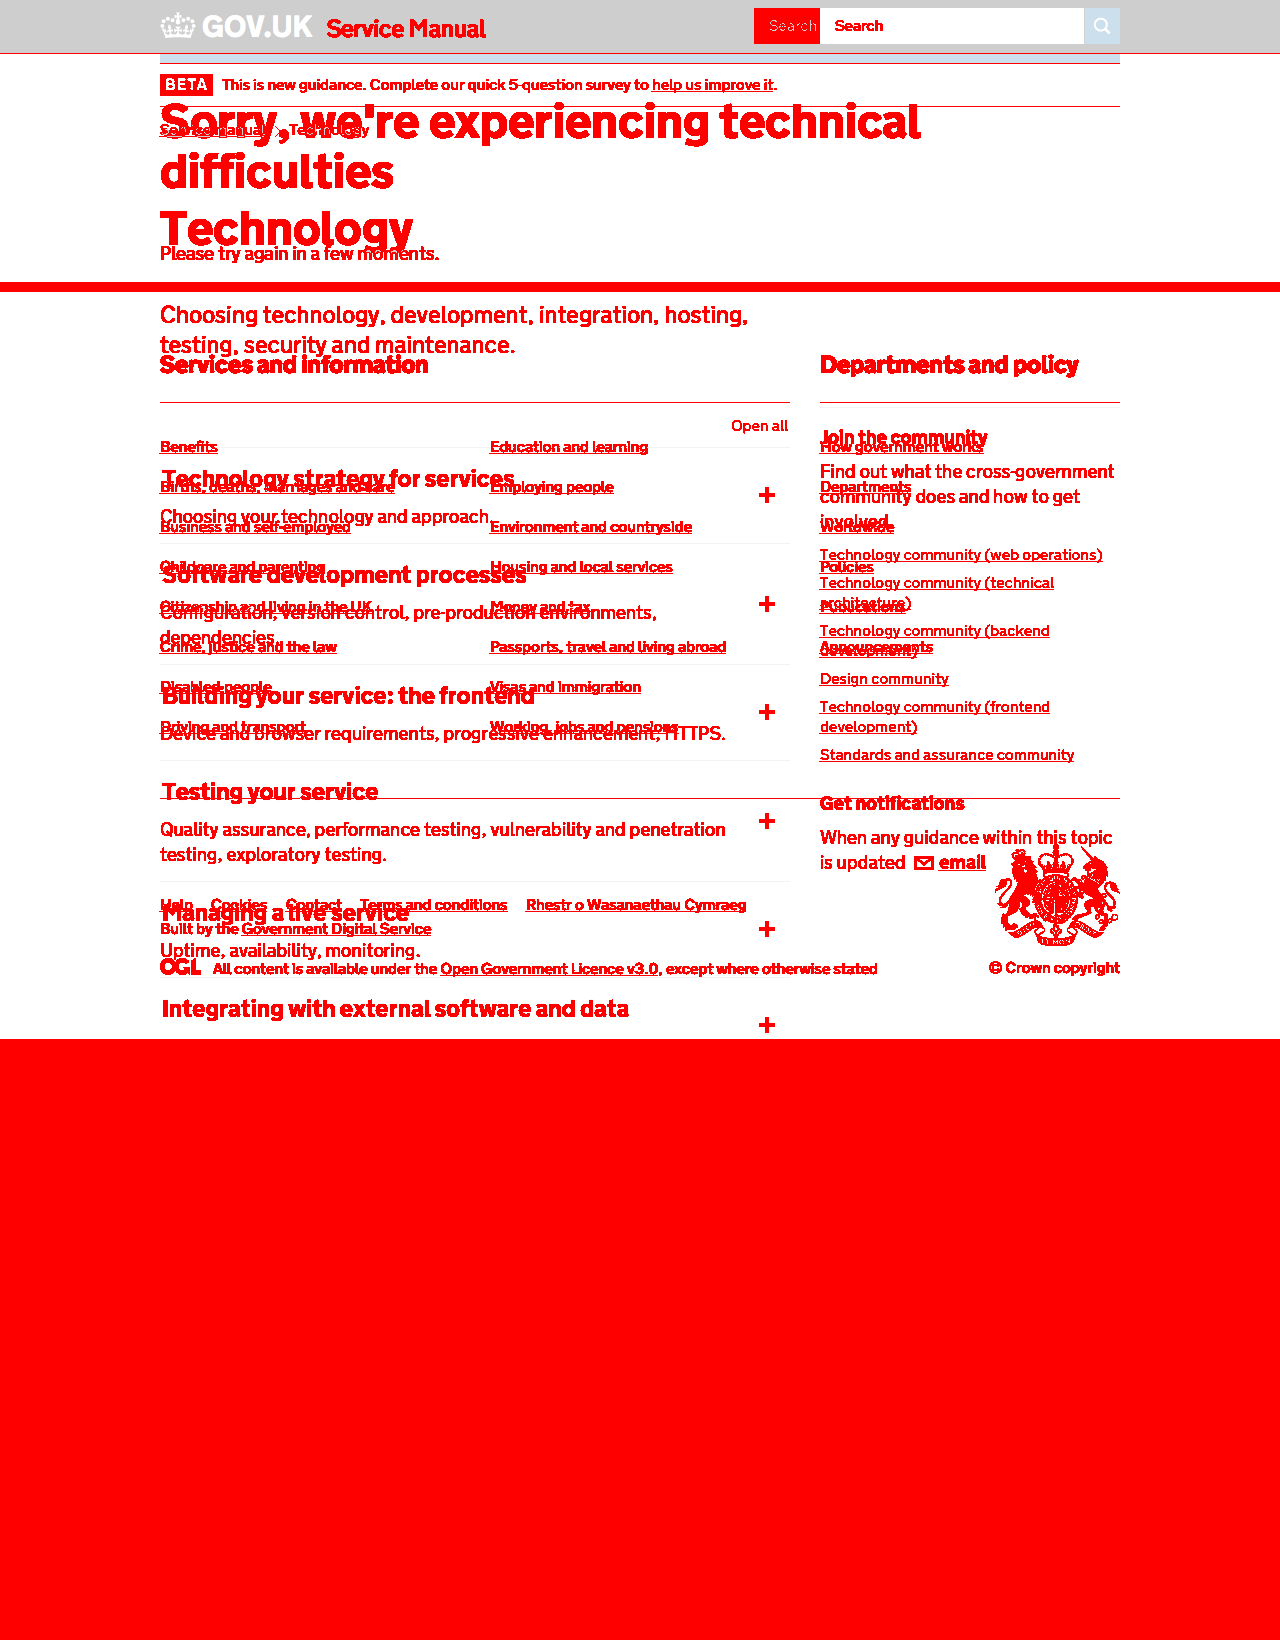 GOV.UK Service Manual
Search Search
BETA This is new guidance. Complete our quick 5-question survey to help us improve it.
Service manual Technology
Sorry, we're experiencing technical
difficulties
Technology
Please try again in a few moments.
Choosing technology, development, integration, hosting,
testing, security and maintenance.
Services and information
Open all
Benefits
Education and learning
Technology strategy for services
Births, deaths, marriages and care
Employing people
Choosing your technology and approach.
Business and self-employed
Environment and countryside
Childcare and parenting
Housing and local services
Software development processes
Citizenship and living in the UK
Money and tax
Configuration, version control, pre-production environments,
dependencies.
Crime, justice and the law
Passports, travel and living abroad
Disabled people
Visas and immigration
Building your service: the frontend
Driving and transport
Working, jobs and pensions
Device and browser requirements, progressive enhancement, HTTPS.
Testing your service
Quality assurance, performance testing, vulnerability and penetration
testing, exploratory testing.
Departments and policy
Join the community
How government works
Find out what the cross-government
Departments
community does and how to get
involved.
Worldwide
Technology community (web operations)
Policies
Technology community (technical
architecture)
Publications
Technology community (backend
development)
Announcements
Design community
Technology community (frontend
development)
Standards and assurance community
Get notifications
When any guidance within this topic
is updated email
Help Cookies Contact Terms and conditions Rhestr o Wasanaethau Cymraeg
Managing a live service
Built by the Government Digital Service
Uptime, availability, monitoring.
OGL All content is available under the Open Government Licence v3.0, except where otherwise stated
© Crown copyright
Integrating with external software and data